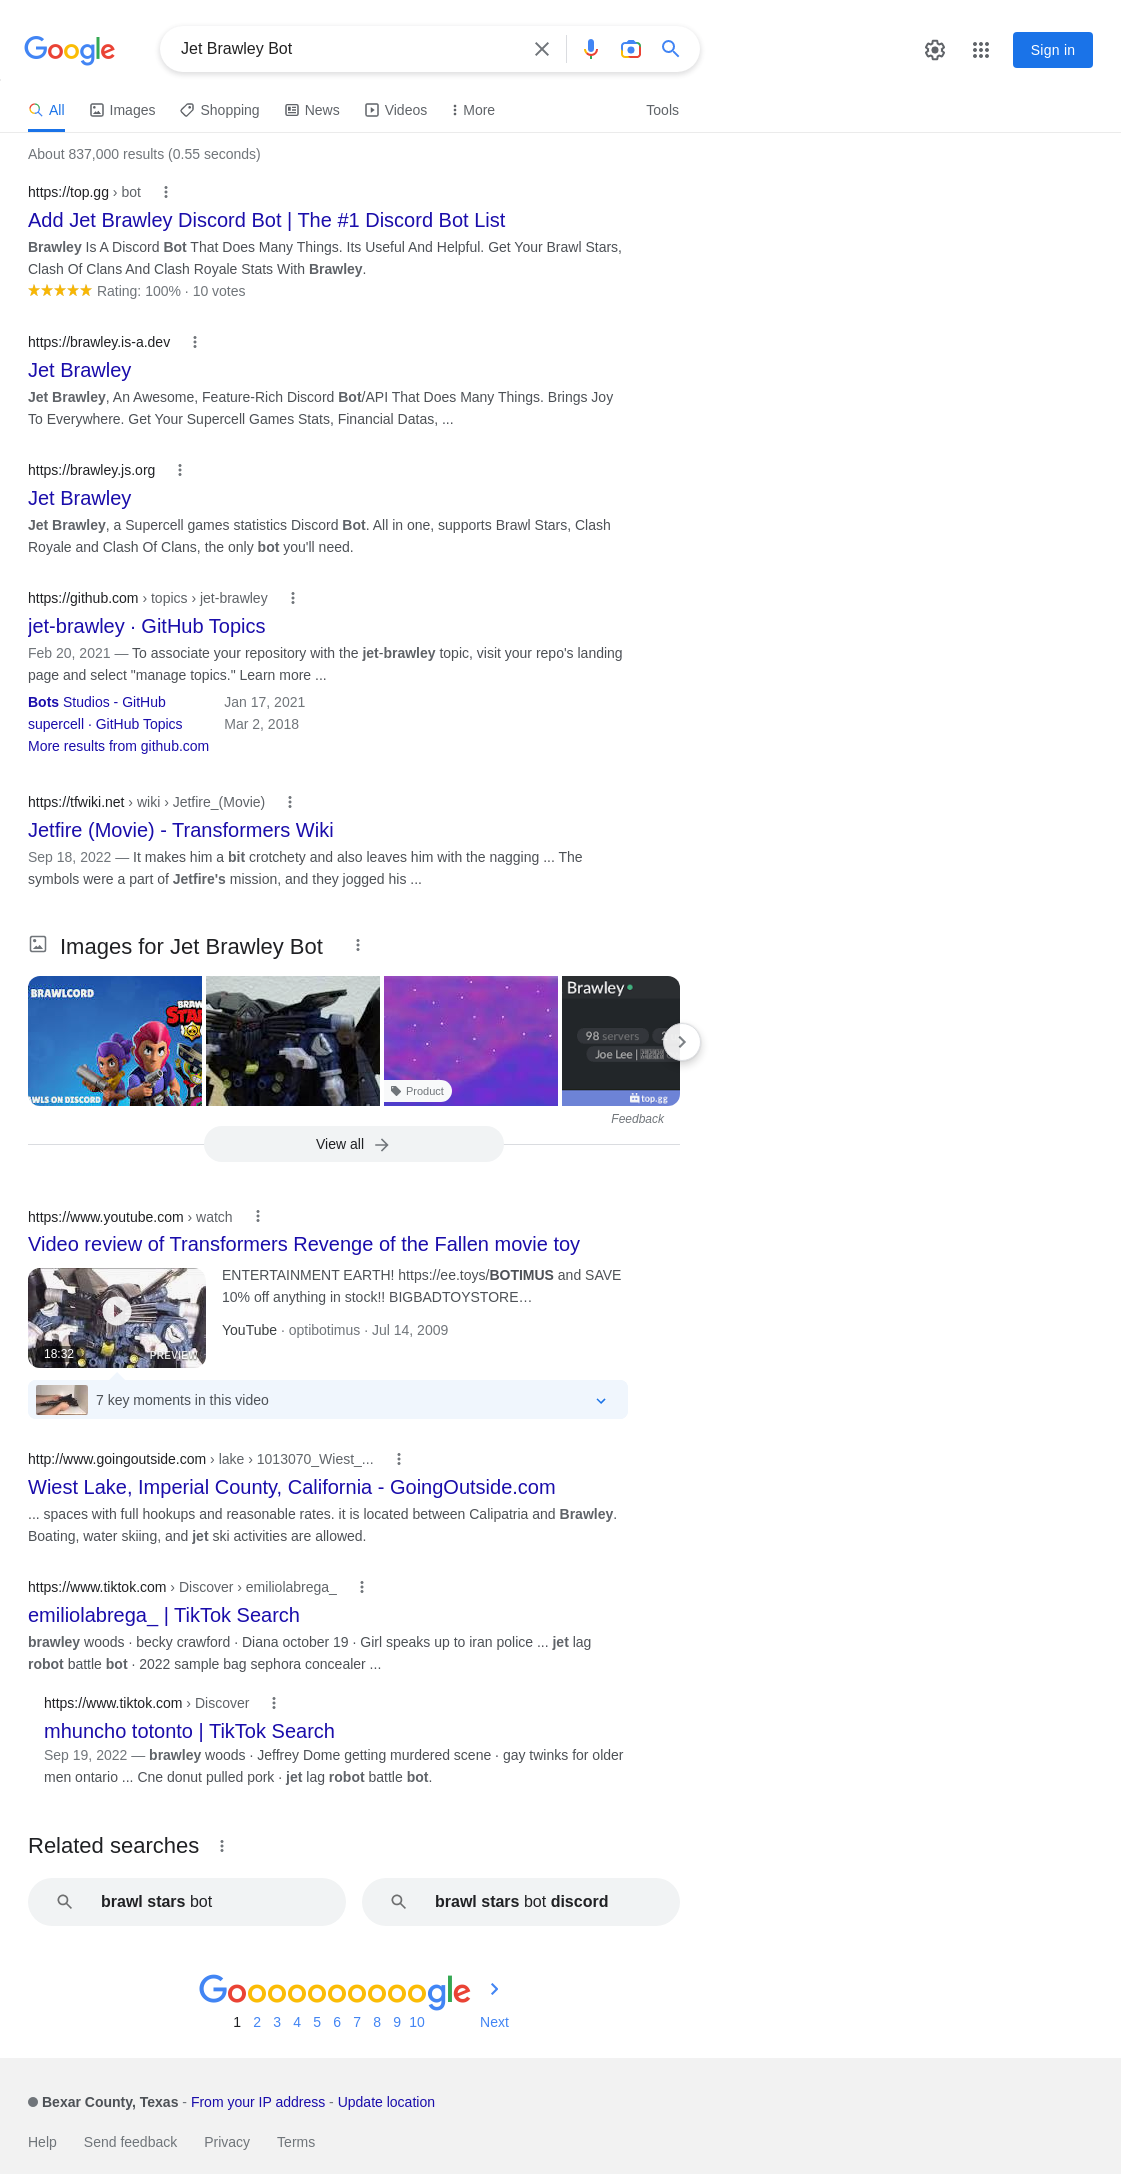 Google
Jet Brawley Bot
Sign in
All Images Shopping News Videos More Tools
About 837,000 results (0.55 seconds)
https://top.gg › bot
Add Jet Brawley Discord Bot | The #1 Discord Bot List
Brawley Is A Discord Bot That Does Many Things. Its Useful And Helpful. Get Your Brawl Stars,
Clash Of Clans And Clash Royale Stats With Brawley.
Rating: 100% · 10 votes
https://brawley.is-a.dev
Jet Brawley
Jet Brawley, An Awesome, Feature-Rich Discord Bot/API That Does Many Things. Brings Joy
To Everywhere. Get Your Supercell Games Stats, Financial Datas, ...
https://brawley.js.org
Jet Brawley
Jet Brawley, a Supercell games statistics Discord Bot. All in one, supports Brawl Stars, Clash
Royale and Clash Of Clans, the only bot you'll need.
https://github.com › topics › jet-brawley
jet-brawley · GitHub Topics
Feb 20, 2021 — To associate your repository with the jet-brawley topic, visit your repo's landing
page and select "manage topics." Learn more ...
Bots Studios - GitHub Jan 17, 2021
supercell · GitHub Topics Mar 2, 2018
More results from github.com
https://tfwiki.net › wiki › Jetfire_(Movie)
Jetfire (Movie) - Transformers Wiki
Sep 18, 2022 — It makes him a bit crotchety and also leaves him with the nagging ... The
symbols were a part of Jetfire's mission, and they jogged his ...
Images for Jet Brawley Bot
BRAWLCORD
BRAW
STA
WLS ON DISCORD
Product
Brawley
98 servers 2
Joe Lee |
top.gg
Feedback
View all
https://www.youtube.com › watch
Video review of Transformers Revenge of the Fallen movie toy
18:32
PREVIEW
ENTERTAINMENT EARTH! https://ee.toys/BOTIMUS and SAVE
10% off anything in stock!! BIGBADTOYSTORE…
YouTube · optibotimus · Jul 14, 2009
7 key moments in this video
http://www.goingoutside.com › lake › 1013070_Wiest_...
Wiest Lake, Imperial County, California - GoingOutside.com
... spaces with full hookups and reasonable rates. it is located between Calipatria and Brawley.
Boating, water skiing, and jet ski activities are allowed.
https://www.tiktok.com › Discover › emiliolabrega_
emiliolabrega_ | TikTok Search
brawley woods · becky crawford · Diana october 19 · Girl speaks up to iran police ... jet lag
robot battle bot · 2022 sample bag sephora concealer ...
https://www.tiktok.com › Discover
mhuncho totonto | TikTok Search
Sep 19, 2022 — brawley woods · Jeffrey Dome getting murdered scene · gay twinks for older
men ontario ... Cne donut pulled pork · jet lag robot battle bot.
Related searches
brawl stars bot
brawl stars bot discord
Goooooooooogle
1 2 3 4 5 6 7 8 9 10 Next
Bexar County, Texas - From your IP address - Update location
Help Send feedback Privacy Terms